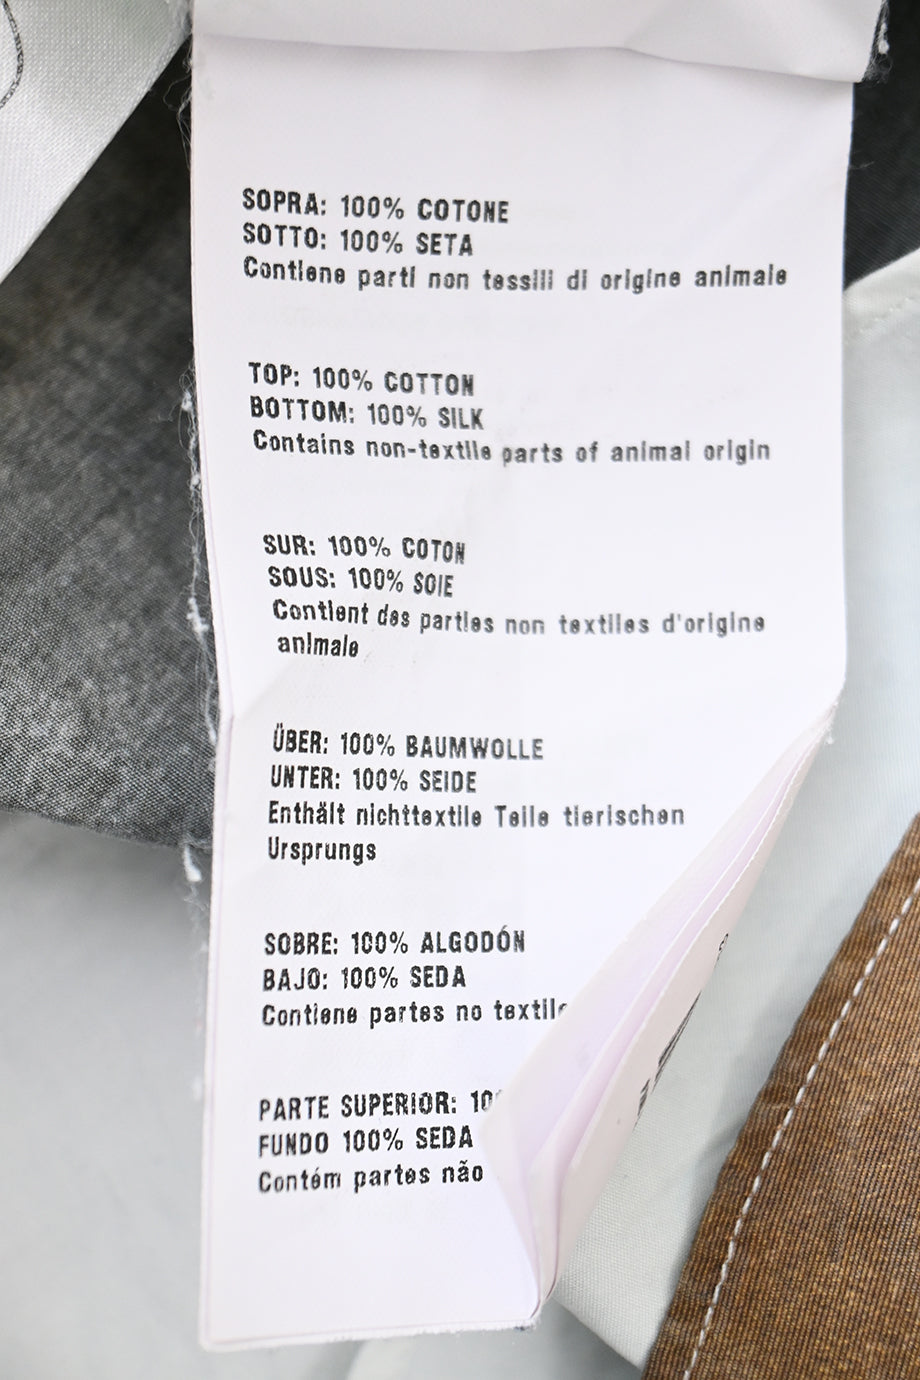 SOPRA: 100% COTONE
SOTTO: 100% SETA
Contiene parti non tessili di origine animale
TOP: 100% COTTON
BOTTOM: 100% SILK
Contains non-textile parts of animal origin
SUR: 100% COTON
SOUS: 100% SOIE
Contient des parties non textiles d'origine
animale
ÜBER: 100% BAUMWOLLE
UNTER: 100% SEIDE
Enthält nichttextile Teile tierischen
Ursprungs
SOBRE: 100% ALGODÓN
BAJO: 100% SEDA
Contiene partes no
PARTE SUPERIOR:
FUNDO 100% SEDA
Contém partes não